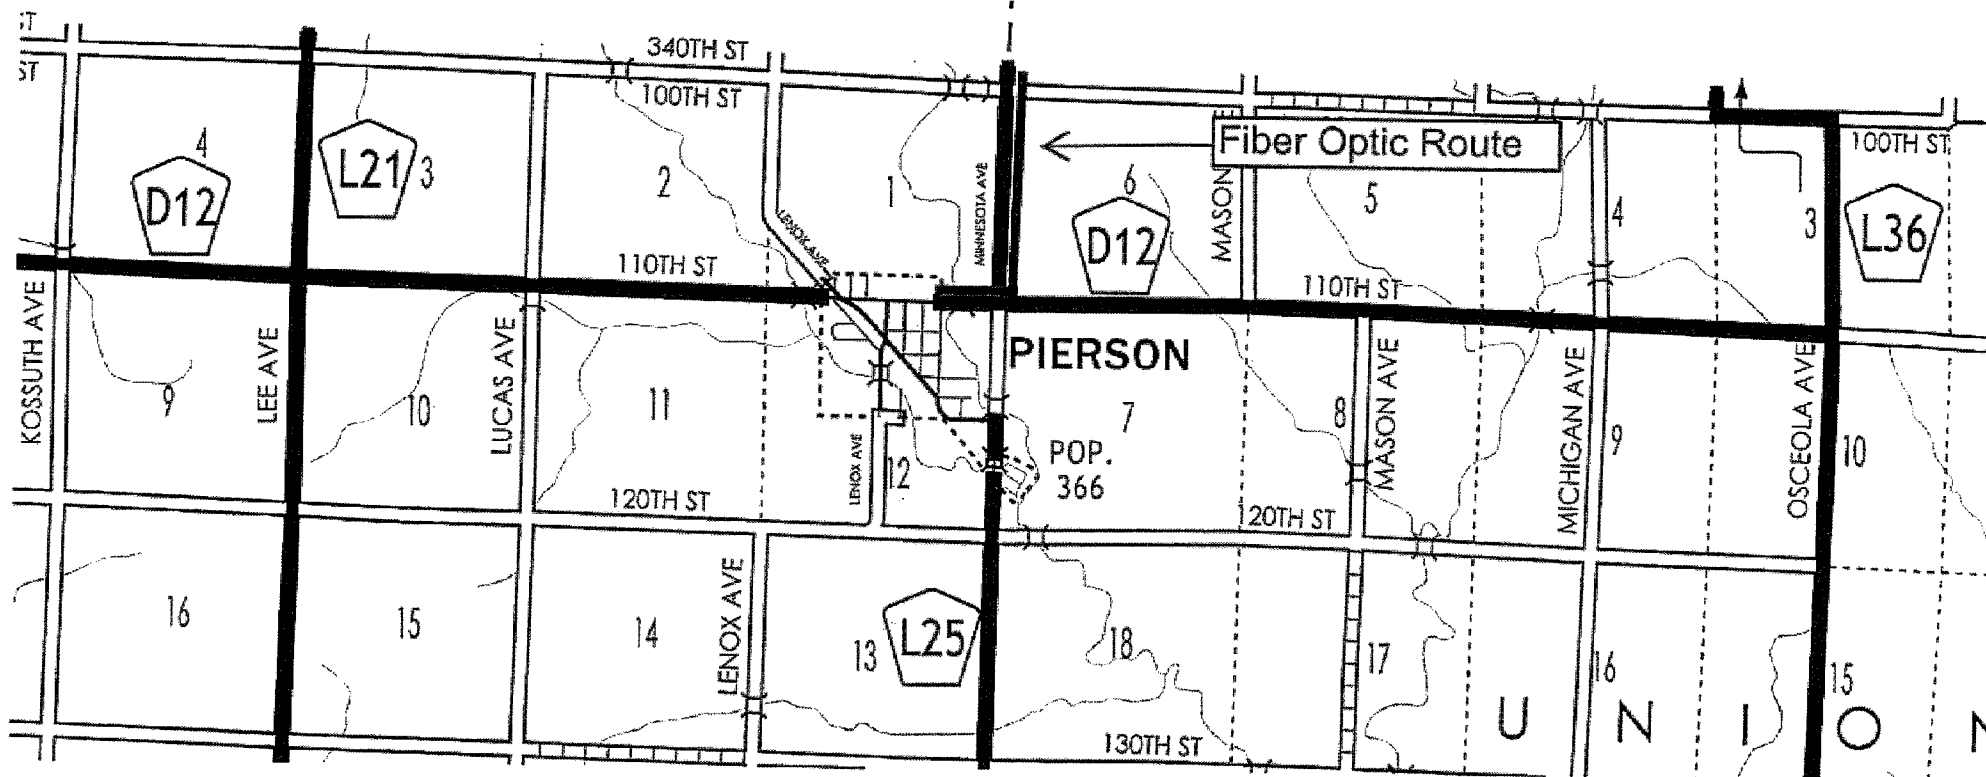 ST
340TH ST
ST
100TH ST
100TH ST
Fiber Optic Route
4
L21
3
2
1
MINNESOTA AVE
6
MASON
5
4
3
D12
D12
L36
LENOX AVE
110TH ST
110TH ST
KOSSUTH AVE
LEE AVE
LUCAS AVE
PIERSON
MASON AVE
MICHIGAN AVE
OSCEOLA AVE
9
10
11
7
8
9
10
LENOX AVE
12
POP.
366
120TH ST
120TH ST
16
15
14
LENOX AVE
13
L25
18
17
16
15
U N I O N
130TH ST